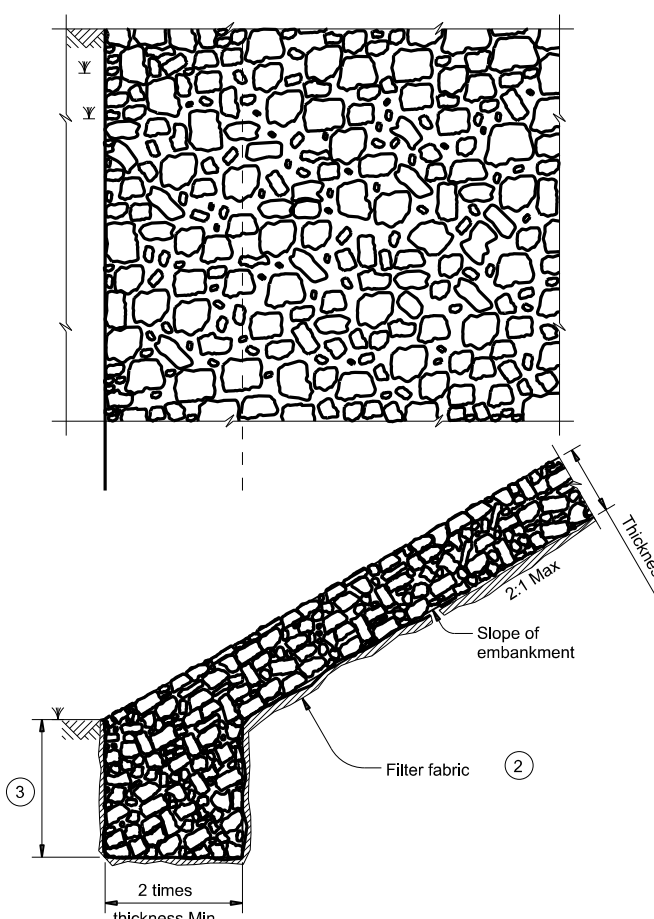 Thickness
2:1 Max
Slope of
embankment
Filter fabric
2
3
2 times
thickness Min